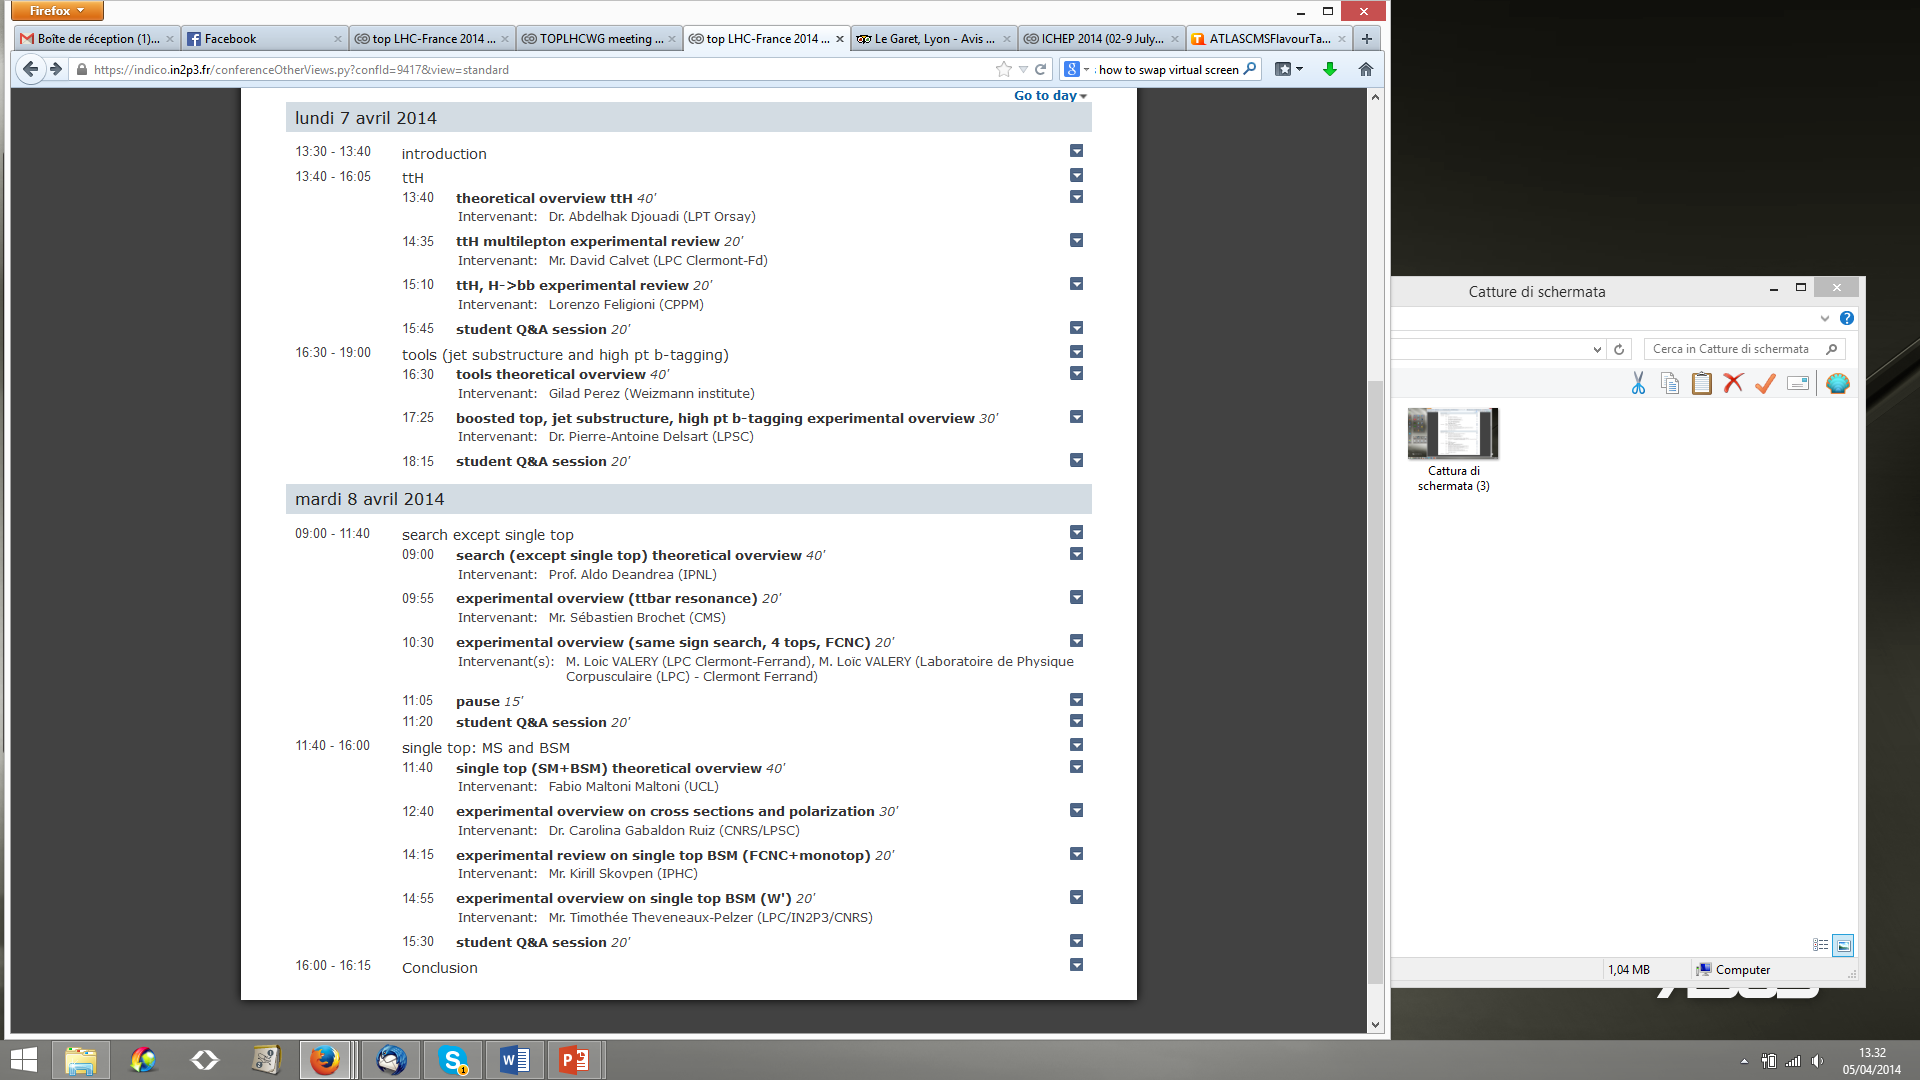 Firefox
Boîte de réception (1)...
Facebook
top LHC-France 2014 ...
TOPLHCWG meeting ...
top LHC-France 2014 ...
Le Garet, Lyon - Avis ...
ICHEP 2014 (02-9 July...
ATLASCMSFlavourTa...
https://indico.in2p3.fr/conferenceOtherViews.py?confId=9417&view=standard
how to swap virtual screen
Go to day
lundi 7 avril 2014
13:30 - 13:40 introduction
13:40 - 16:05 ttH
13:40 theoretical overview ttH 40'
Intervenant: Dr. Abdelhak Djouadi (LPT Orsay)
14:35 ttH multilepton experimental review 20'
Intervenant: Mr. David Calvet (LPC Clermont-Fd)
15:10 ttH, H->bb experimental review 20'
Intervenant: Lorenzo Feligioni (CPPM)
15:45 student Q&A session 20'
16:30 - 19:00 tools (jet substructure and high pt b-tagging)
16:30 tools theoretical overview 40'
Intervenant: Gilad Perez (Weizmann institute)
17:25 boosted top, jet substructure, high pt b-tagging experimental overview 30'
Intervenant: Dr. Pierre-Antoine Delsart (LPSC)
18:15 student Q&A session 20'
mardi 8 avril 2014
09:00 - 11:40 search except single top
09:00 search (except single top) theoretical overview 40'
Intervenant: Prof. Aldo Deandrea (IPNL)
09:55 experimental overview (ttbar resonance) 20'
Intervenant: Mr. Sébastien Brochet (CMS)
10:30 experimental overview (same sign search, 4 tops, FCNC) 20'
Intervenant(s): M. Loic VALERY (LPC Clermont-Ferrand), M. Loïc VALERY (Laboratoire de Physique
Corpusculaire (LPC) - Clermont Ferrand)
11:05 pause 15'
11:20 student Q&A session 20'
11:40 - 16:00 single top: MS and BSM
11:40 single top (SM+BSM) theoretical overview 40'
Intervenant: Fabio Maltoni Maltoni (UCL)
12:40 experimental overview on cross sections and polarization 30'
Intervenant: Dr. Carolina Gabaldon Ruiz (CNRS/LPSC)
14:15 experimental review on single top BSM (FCNC+monotop) 20'
Intervenant: Mr. Kirill Skovpen (IPHC)
14:55 experimental overview on single top BSM (W') 20'
Intervenant: Mr. Timothée Theveneaux-Pelzer (LPC/IN2P3/CNRS)
15:30 student Q&A session 20'
16:00 - 16:15 Conclusion
Catture di schermata
Cerca in Catture di schermata
Cattura di
schermata (3)
1,04 MB
Computer
13.32
05/04/2014